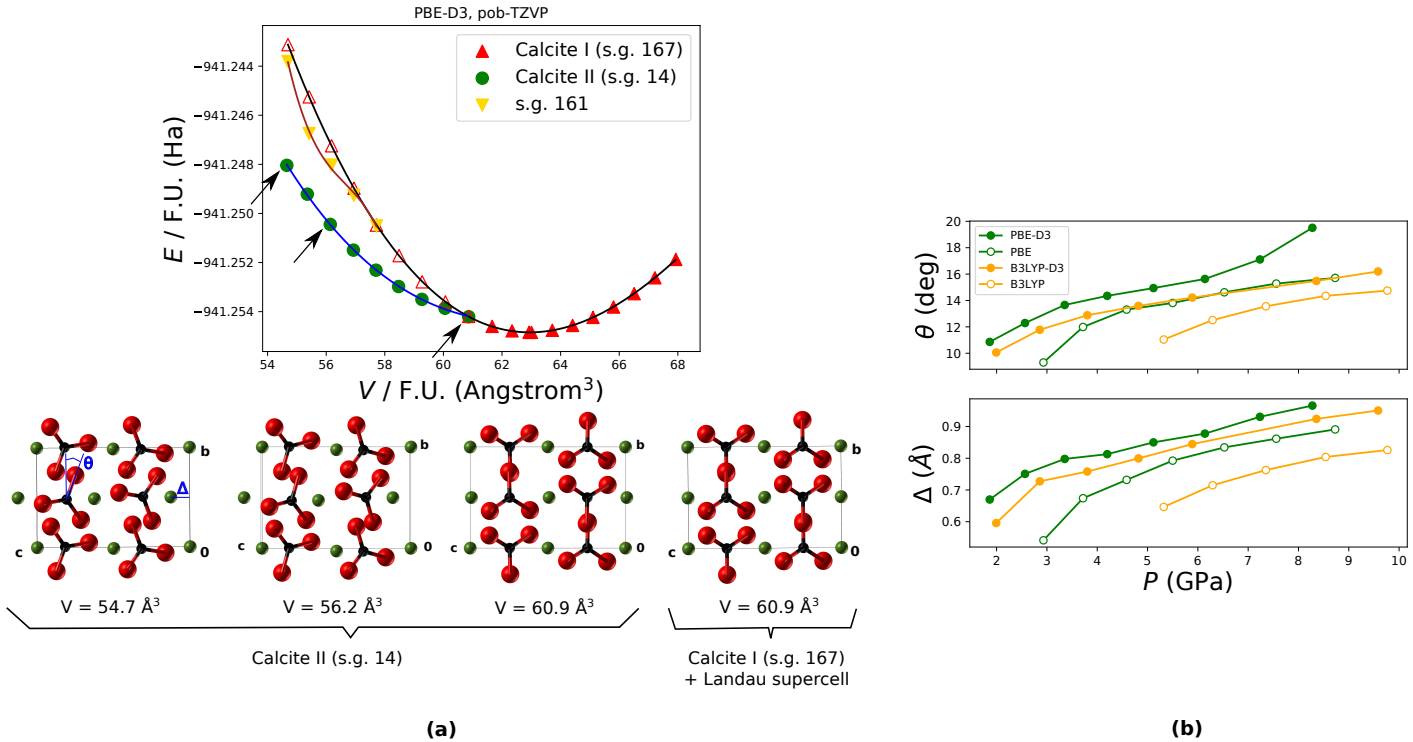 PBE-D3, pob-TZVP
E / F.U. (Ha)
−941.244
−941.246
−941.248
−941.250
−941.252
−941.254
Calcite I (s.g. 167)
Calcite II (s.g. 14)
s.g. 161
54 56 58 60 62 64 66 68
V / F.U. (Angstrom³)
b b b b
θ
Δ
c 0 c 0 c 0 c 0
V = 54.7 Å³ V = 56.2 Å³ V = 60.9 Å³ V = 60.9 Å³
Calcite II (s.g. 14)
Calcite I (s.g. 167)
+ Landau supercell
(a)
θ (deg)
20
18
16
14
12
10
PBE-D3
PBE
B3LYP-D3
B3LYP
Δ (Å)
0.9
0.8
0.7
0.6
2 3 4 5 6 7 8 9 10
P (GPa)
(b)